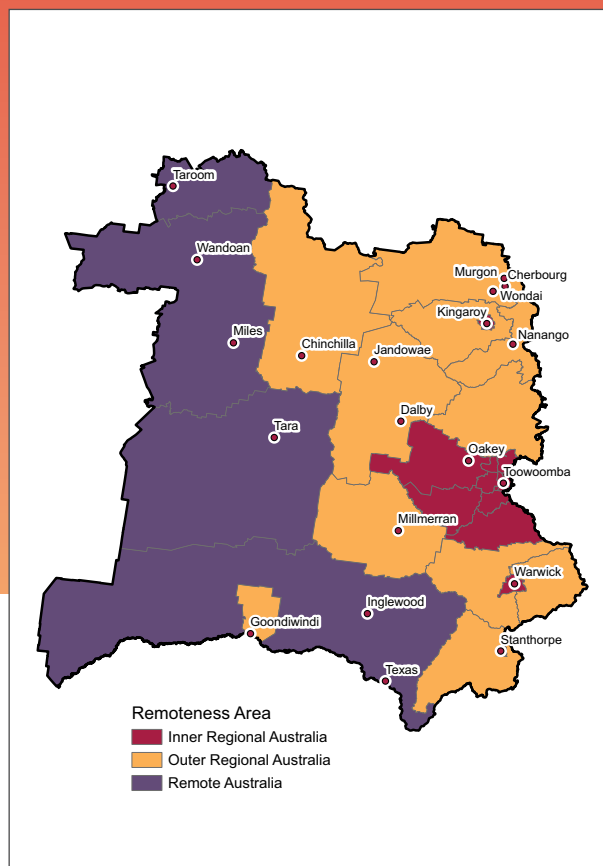 Taroom
Wandoan
Murgon
Cherbourg
Wondai
Kingaroy
Nanango
Miles
Chinchilla
Jandowae
Dalby
Tara
Oakey
Toowoomba
Millmerran
Warwick
Inglewood
Goondiwindi
Stanthorpe
Texas
Remoteness Area
Inner Regional Australia
Outer Regional Australia
Remote Australia